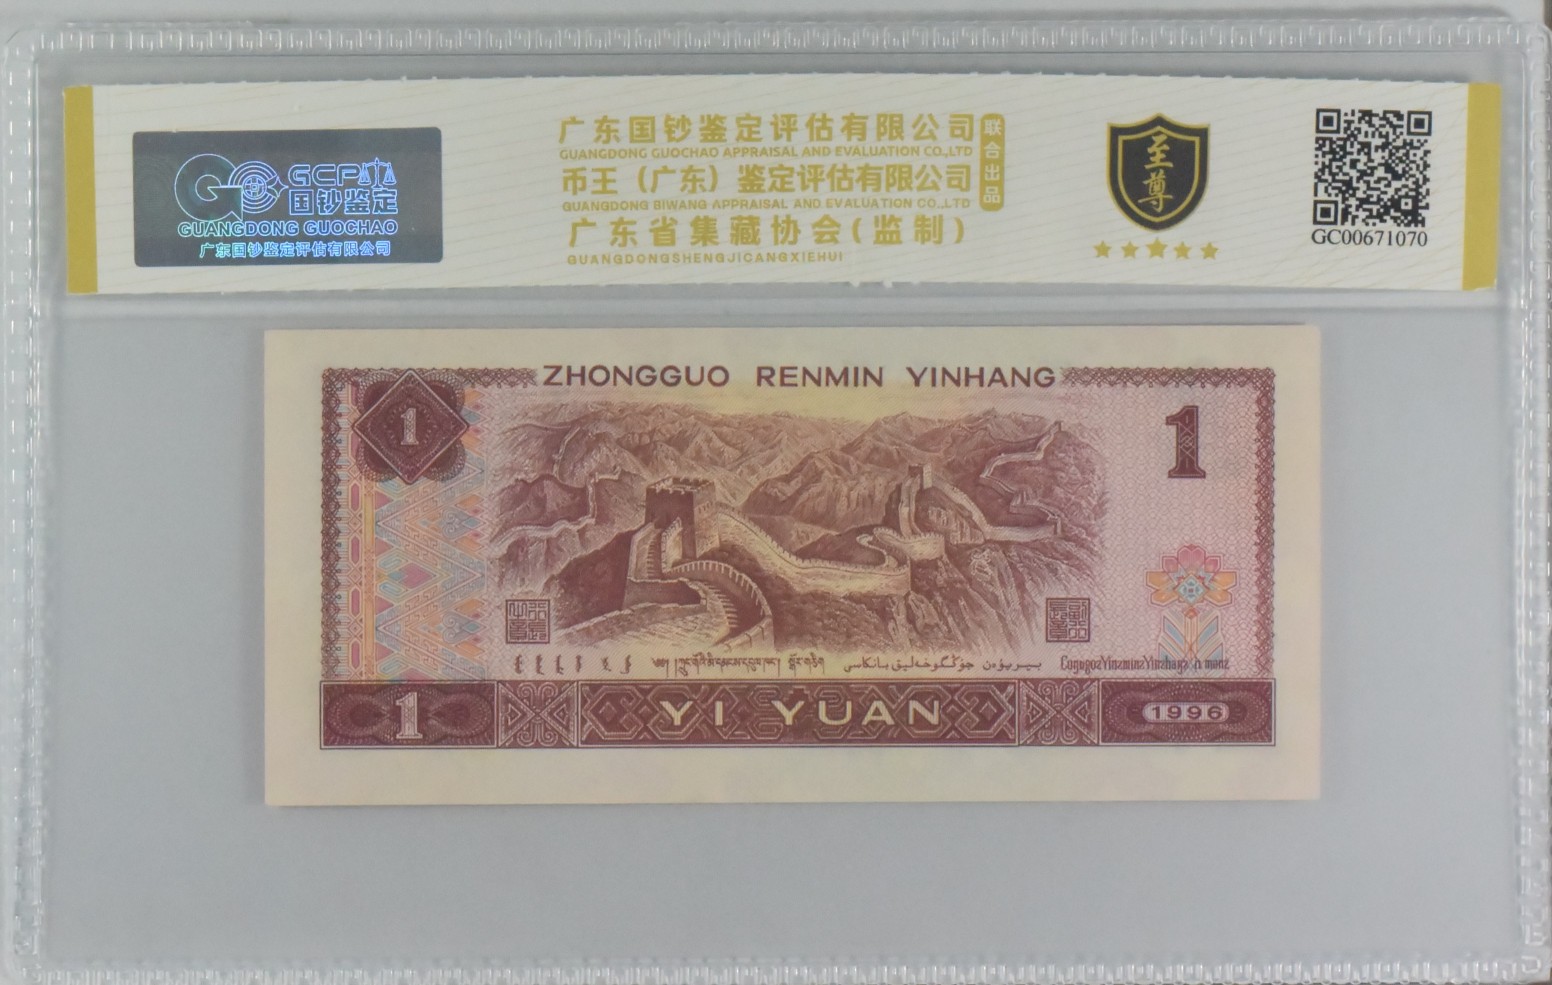 GCP
国钞鉴定
GUANGDONG GUOCHAO
广东国钞鉴定评估有限公司
广东国钞鉴定评估有限公司
GUANGDONG GUOCHAO APPRAISAL AND EVALUATION CO.,LTD
币王（广东）鉴定评估有限公司
GUANGDONG BIWANG APPRAISAL AND EVALUATION CO.,LTD
广东省集藏协会(监制)
GUANGDONGSHENGJICANGXIEHUI
联合出品
至尊
GC00671070
ZHONGGUO RENMIN YINHANG
1
1
1
YI YUAN
1996